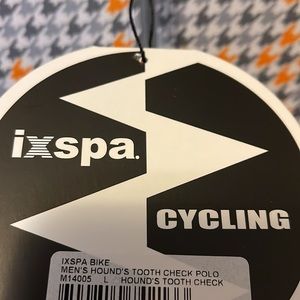 ixspa.
CYCLING
IXSPA BIKE
MEN'S HOUND'S TOOTH CHECK POLO
M14005 L HOUND'S TOOTH CHECK